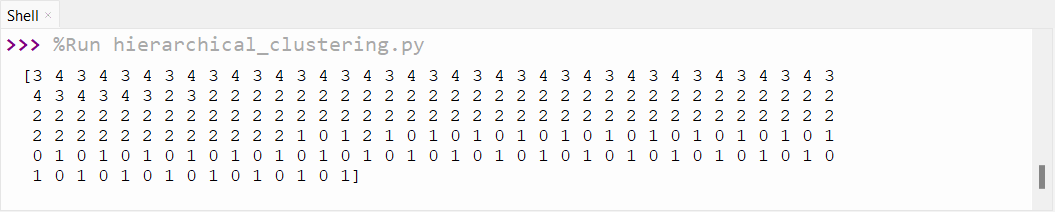 Shell ×
>>> %Run hierarchical_clustering.py
[3 4 3 4 3 4 3 4 3 4 3 4 3 4 3 4 3 4 3 4 3 4 3 4 3 4 3 4 3 4 3 4 3 4 3 4 3
4 3 4 3 4 3 2 3 2 2 2 2 2 2 2 2 2 2 2 2 2 2 2 2 2 2 2 2 2 2 2 2 2 2 2 2 2
2 2 2 2 2 2 2 2 2 2 2 2 2 2 2 2 2 2 2 2 2 2 2 2 2 2 2 2 2 2 2 2 2 2 2 2 2
2 2 2 2 2 2 2 2 2 2 2 2 1 0 1 2 1 0 1 0 1 0 1 0 1 0 1 0 1 0 1 0 1 0 1 0 1
0 1 0 1 0 1 0 1 0 1 0 1 0 1 0 1 0 1 0 1 0 1 0 1 0 1 0 1 0 1 0 1 0 1 0 1 0
1 0 1 0 1 0 1 0 1 0 1 0 1 0 1]